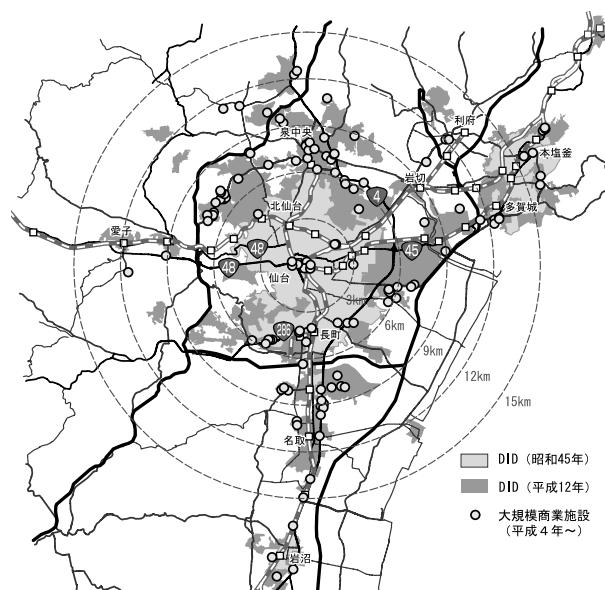 泉中央
利府
本塩釜
岩切
4
北仙台
多賀城
愛子
48
45
48
仙台
3km
286
長町
6km
9km
12km
15km
名取
DID（昭和45年）
DID（平成12年）
大規模商業施設
（平成４年～）
岩沼